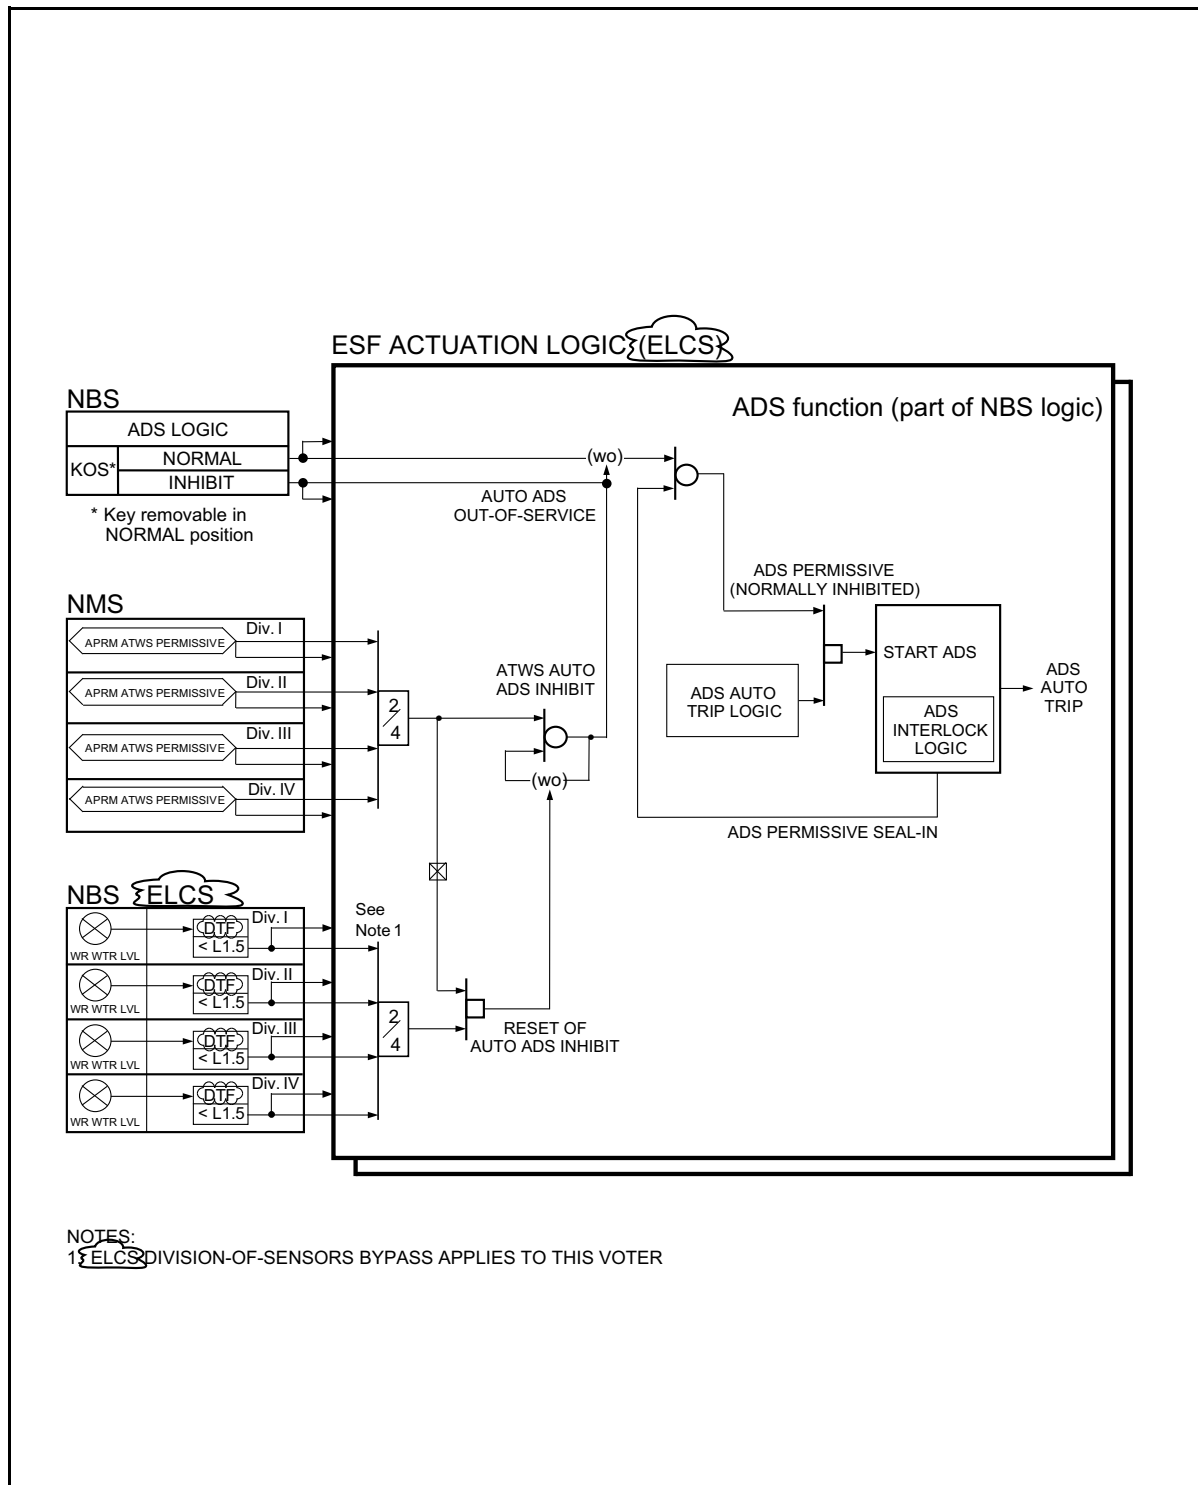 ESF ACTUATION LOGIC (ELCS)
ADS function (part of NBS logic)
NBS
ADS LOGIC
KOS*
NORMAL
INHIBIT
* Key removable in
NORMAL position
(wo)
AUTO ADS
OUT-OF-SERVICE
ADS PERMISSIVE
(NORMALLY INHIBITED)
NMS
APRM ATWS PERMISSIVE
Div. I
APRM ATWS PERMISSIVE
Div. II
APRM ATWS PERMISSIVE
Div. III
APRM ATWS PERMISSIVE
Div. IV
2/4
ATWS AUTO
ADS INHIBIT
(wo)
ADS AUTO
TRIP LOGIC
START ADS
ADS
INTERLOCK
LOGIC
ADS
AUTO
TRIP
ADS PERMISSIVE SEAL-IN
NBS
ELCS
WR WTR LVL
DTF
< L1.5
Div. I
WR WTR LVL
DTF
< L1.5
Div. II
WR WTR LVL
DTF
< L1.5
Div. III
WR WTR LVL
DTF
< L1.5
Div. IV
See
Note 1
2/4
RESET OF
AUTO ADS INHIBIT
NOTES:
1. ELCS DIVISION-OF-SENSORS BYPASS APPLIES TO THIS VOTER